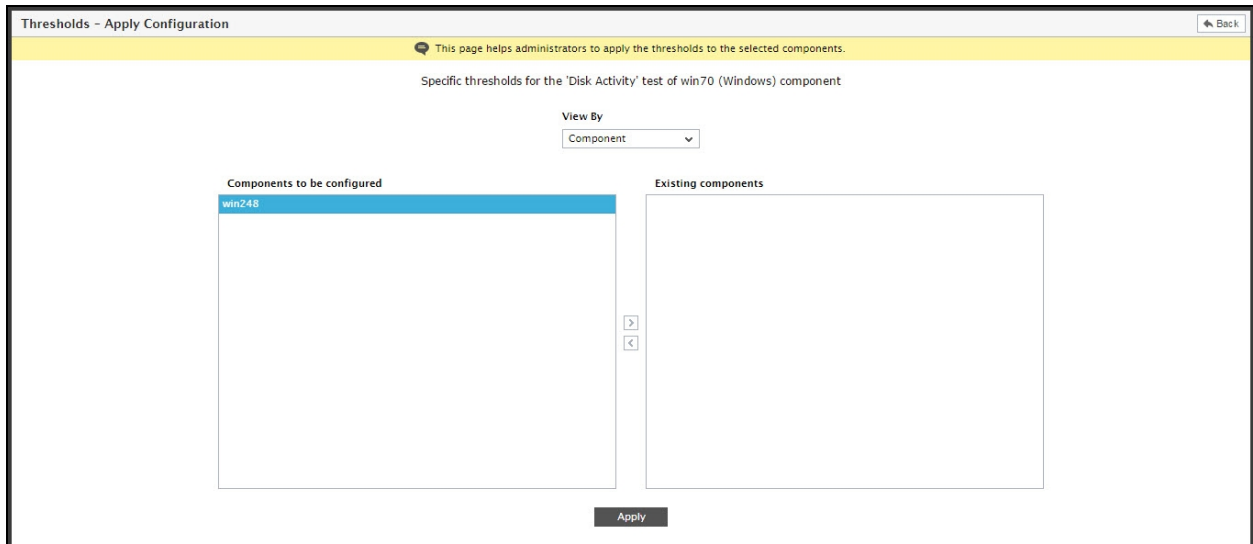 Thresholds - Apply Configuration
Back
This page helps administrators to apply the thresholds to the selected components.
Specific thresholds for the 'Disk Activity' test of win70 (Windows) component
View By
Component
Components to be configured
Existing components
win248
>
<
Apply